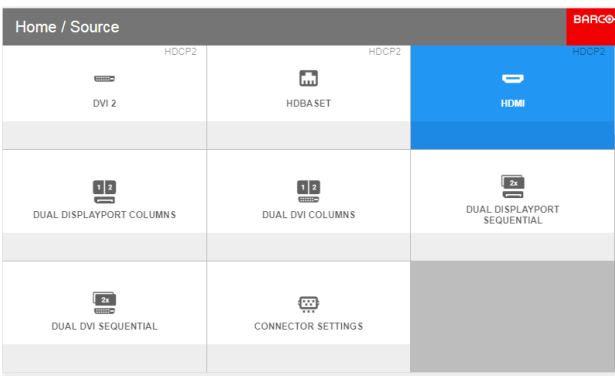 Home / Source
BARCO
HDCP2
HDCP2
HDCP2
DVI 2
HDBASET
HDMI
1 2
1 2
2x
DUAL DISPLAYPORT COLUMNS
DUAL DVI COLUMNS
DUAL DISPLAYPORT
SEQUENTIAL
2x
DUAL DVI SEQUENTIAL
CONNECTOR SETTINGS